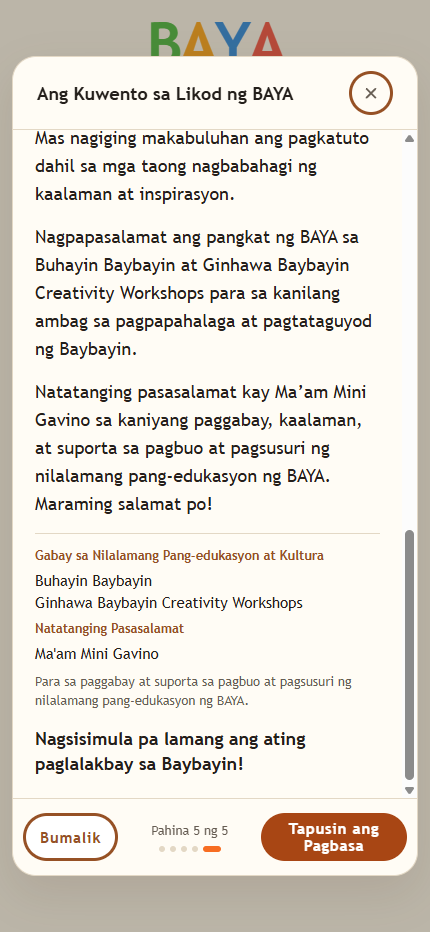 BAYA
Ang Kuwento sa Likod ng BAYA
Mas nagiging makabuluhan ang pagkatuto
dahil sa mga taong nagbabahagi ng
kaalaman at inspirasyon.
Nagpapasalamat ang pangkat ng BAYA sa
Buhayin Baybayin at Ginhawa Baybayin
Creativity Workshops para sa kanilang
ambag sa pagpapahalaga at pagtataguyod
ng Baybayin.
Natatanging pasasalamat kay Ma’am Mini
Gavino sa kaniyang paggabay, kaalaman,
at suporta sa pagbuo at pagsusuri ng
nilalamang pang-edukasyon ng BAYA.
Maraming salamat po!
Gabay sa Nilalamang Pang-edukasyon at Kultura
Buhayin Baybayin
Ginhawa Baybayin Creativity Workshops
Natatanging Pasasalamat
Ma'am Mini Gavino
Para sa paggabay at suporta sa pagbuo at pagsusuri ng
nilalamang pang-edukasyon ng BAYA.
Nagsisimula pa lamang ang ating
paglalakbay sa Baybayin!
Bumalik
Pahina 5 ng 5
Tapusin ang
Pagbasa